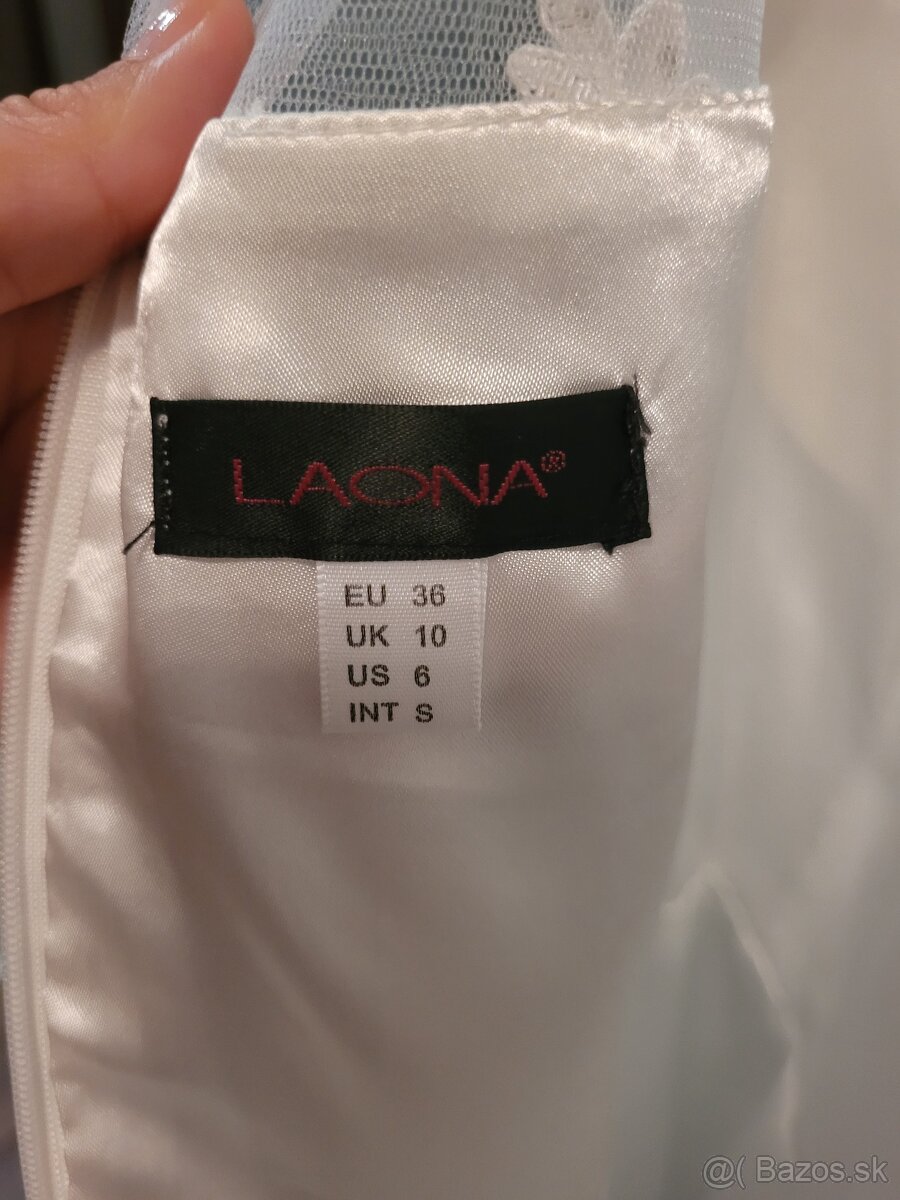 LAONA®
EU 36
UK 10
US 6
INT S
@( Bazos.sk